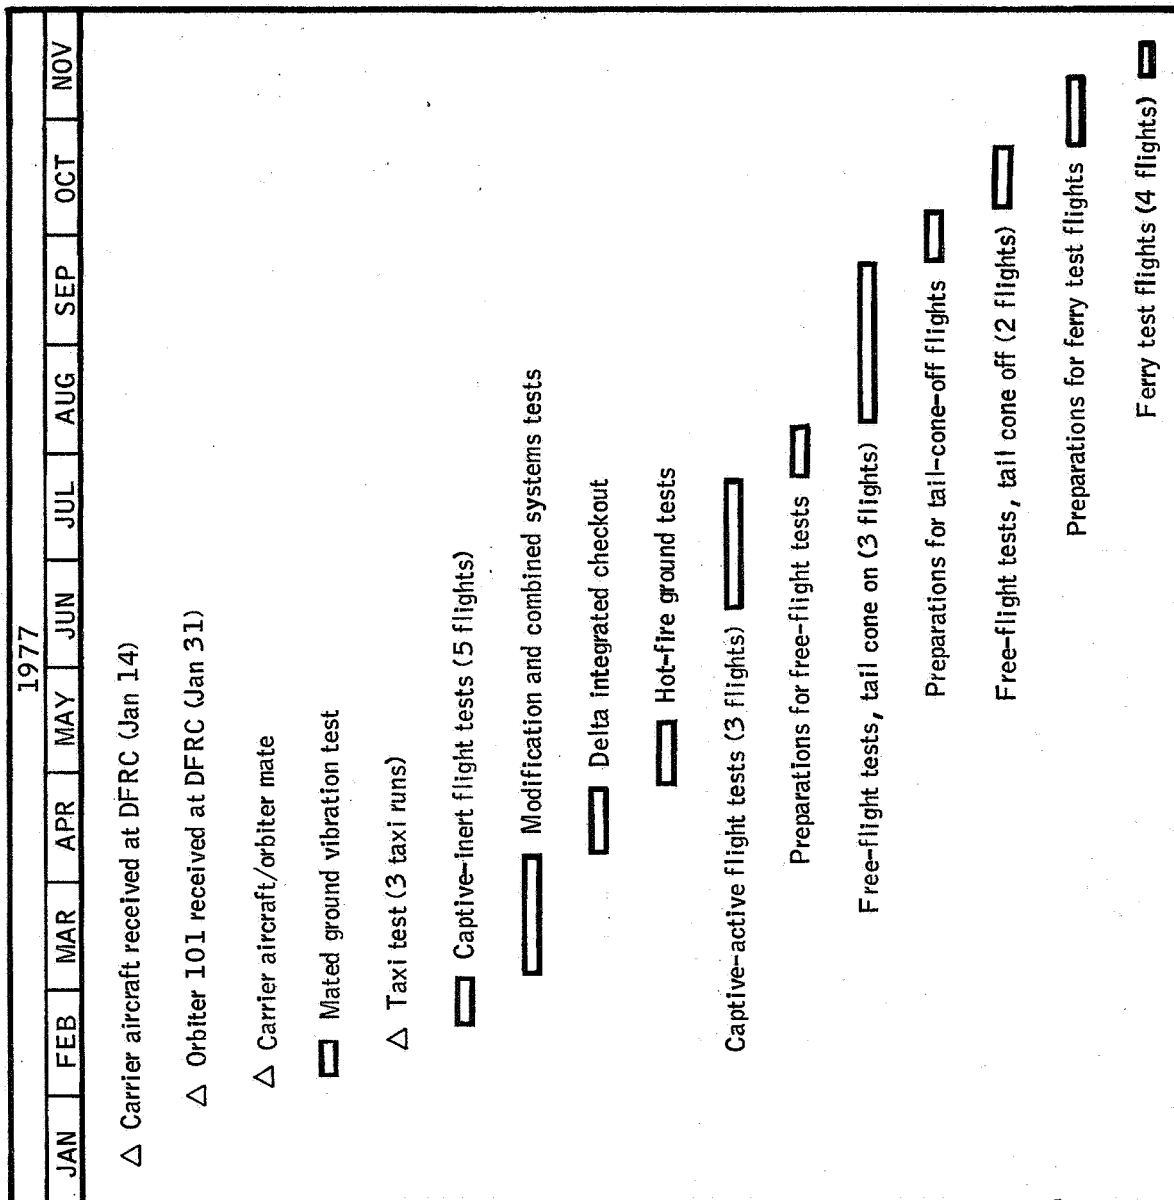 1977
JAN FEB MAR APR MAY JUN JUL AUG SEP OCT NOV
Carrier aircraft received at DFRC (Jan 14)
Orbiter 101 received at DFRC (Jan 31)
Carrier aircraft/orbiter mate
Mated ground vibration test
Taxi test (3 taxi runs)
Captive-inert flight tests (5 flights)
Modification and combined systems tests
Delta integrated checkout
Hot-fire ground tests
Captive-active flight tests (3 flights)
Preparations for free-flight tests
Free-flight tests, tail cone on (3 flights)
Preparations for tail-cone-off flights
Free-flight tests, tail cone off (2 flights)
Preparations for ferry test flights
Ferry test flights (4 flights)